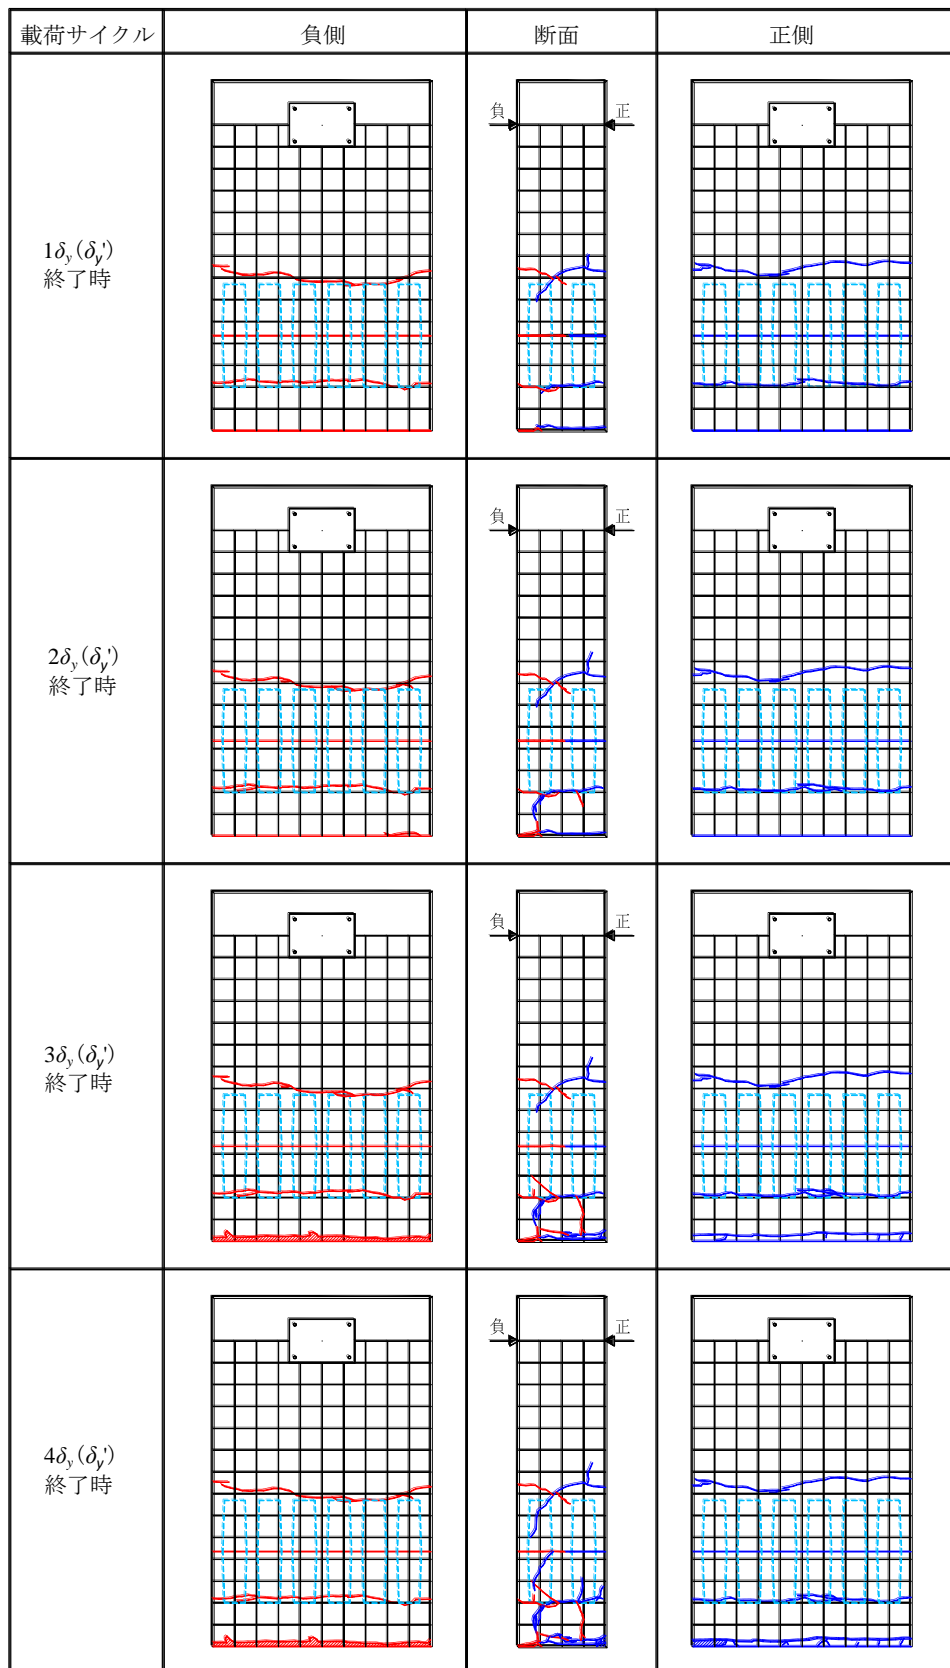 載荷サイクル 負側 断面 正側
負 正
1δy(δy')
終了時
負 正
2δy(δy')
終了時
負 正
3δy(δy')
終了時
負 正
4δy(δy')
終了時